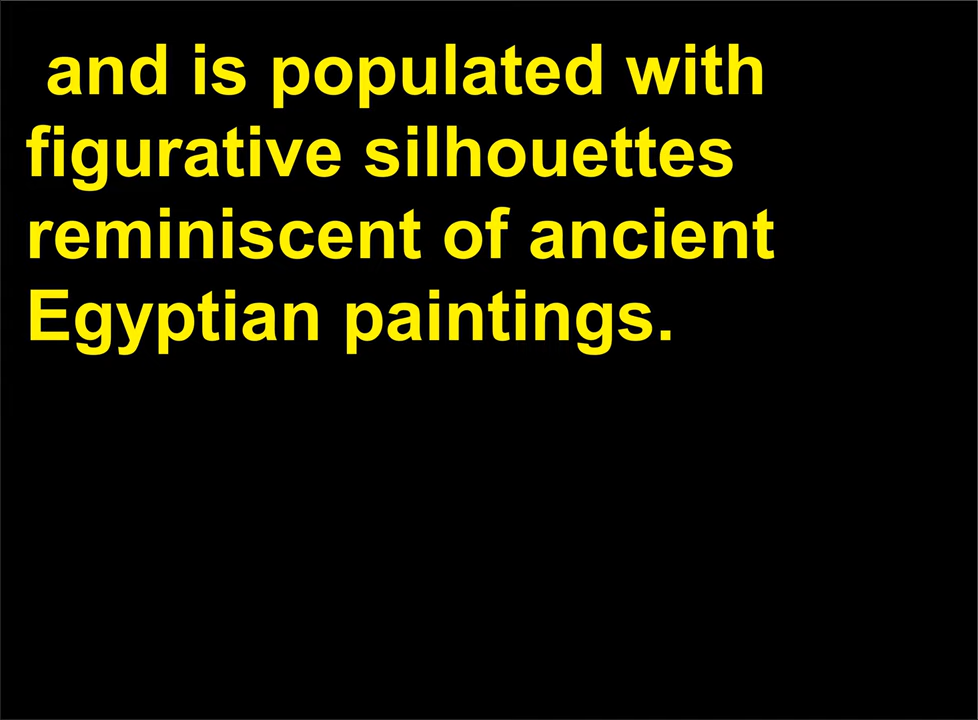 and is populated with
figurative silhouettes
reminiscent of ancient
Egyptian paintings.